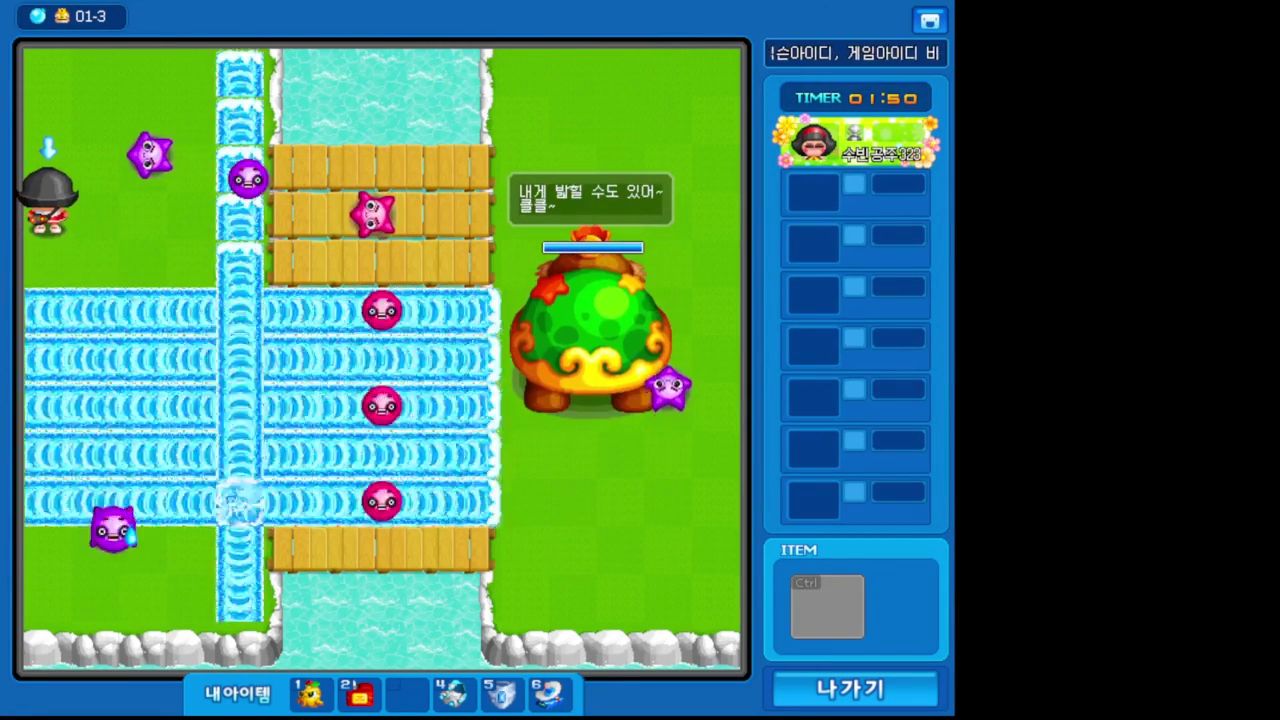 01-3
!슨아이디, 게임아이디 비
TIMER 01:50
수빈공주323
내게 밟힐 수도 있어~
클클~
ITEM
Ctrl
내아이템
1
2
4
5
6
나가기